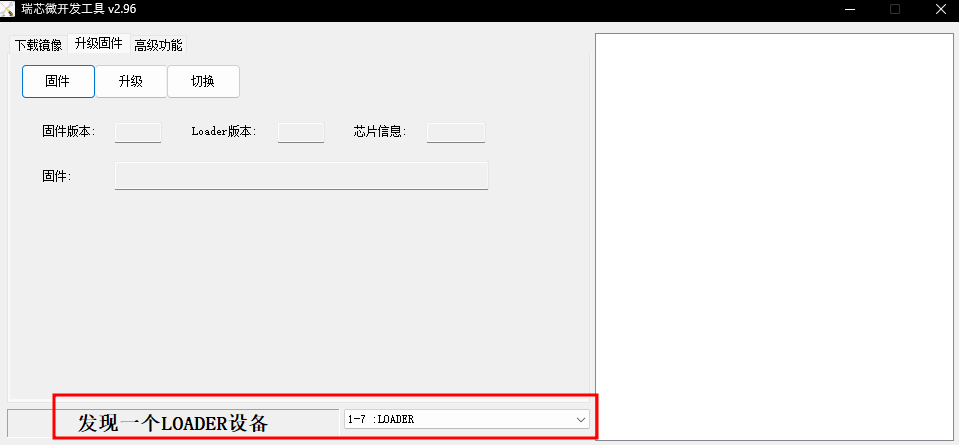 瑞芯微开发工具 v2.96
下载镜像 升级固件 高级功能
固件 升级 切换
固件版本: Loader版本: 芯片信息:
固件:
发现一个LOADER设备 1-7 :LOADER